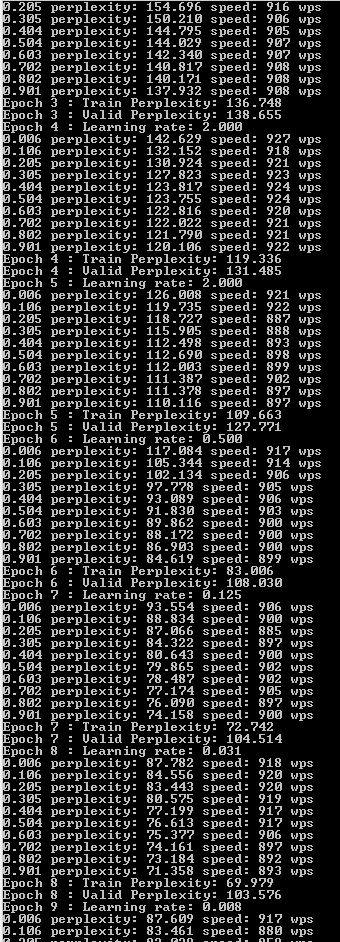 0.205 perplexity: 154.696 speed: 916 wps
0.305 perplexity: 150.210 speed: 906 wps
0.404 perplexity: 144.795 speed: 905 wps
0.504 perplexity: 144.029 speed: 907 wps
0.603 perplexity: 142.340 speed: 907 wps
0.702 perplexity: 140.817 speed: 908 wps
0.802 perplexity: 140.171 speed: 908 wps
0.901 perplexity: 137.932 speed: 908 wps
Epoch 3 : Train Perplexity: 136.748
Epoch 3 : Valid Perplexity: 138.655
Epoch 4 : Learning rate: 2.000
0.006 perplexity: 142.629 speed: 927 wps
0.106 perplexity: 132.152 speed: 918 wps
0.205 perplexity: 130.924 speed: 921 wps
0.305 perplexity: 127.823 speed: 923 wps
0.404 perplexity: 123.817 speed: 924 wps
0.504 perplexity: 123.755 speed: 924 wps
0.603 perplexity: 122.816 speed: 920 wps
0.702 perplexity: 122.022 speed: 921 wps
0.802 perplexity: 121.790 speed: 921 wps
0.901 perplexity: 120.106 speed: 922 wps
Epoch 4 : Train Perplexity: 119.336
Epoch 4 : Valid Perplexity: 131.485
Epoch 5 : Learning rate: 2.000
0.006 perplexity: 126.008 speed: 921 wps
0.106 perplexity: 119.735 speed: 922 wps
0.205 perplexity: 118.727 speed: 887 wps
0.305 perplexity: 115.905 speed: 888 wps
0.404 perplexity: 112.498 speed: 893 wps
0.504 perplexity: 112.690 speed: 898 wps
0.603 perplexity: 112.003 speed: 899 wps
0.702 perplexity: 111.387 speed: 902 wps
0.802 perplexity: 111.378 speed: 897 wps
0.901 perplexity: 110.116 speed: 897 wps
Epoch 5 : Train Perplexity: 109.663
Epoch 5 : Valid Perplexity: 127.771
Epoch 6 : Learning rate: 0.500
0.006 perplexity: 117.084 speed: 917 wps
0.106 perplexity: 105.344 speed: 914 wps
0.205 perplexity: 102.134 speed: 906 wps
0.305 perplexity: 97.778 speed: 905 wps
0.404 perplexity: 93.089 speed: 906 wps
0.504 perplexity: 91.830 speed: 903 wps
0.603 perplexity: 89.862 speed: 900 wps
0.702 perplexity: 88.172 speed: 900 wps
0.802 perplexity: 86.903 speed: 900 wps
0.901 perplexity: 84.619 speed: 899 wps
Epoch 6 : Train Perplexity: 83.006
Epoch 6 : Valid Perplexity: 108.030
Epoch 7 : Learning rate: 0.125
0.006 perplexity: 93.554 speed: 906 wps
0.106 perplexity: 88.834 speed: 900 wps
0.205 perplexity: 87.066 speed: 885 wps
0.305 perplexity: 84.322 speed: 897 wps
0.404 perplexity: 80.643 speed: 900 wps
0.504 perplexity: 79.865 speed: 902 wps
0.603 perplexity: 78.487 speed: 902 wps
0.702 perplexity: 77.174 speed: 905 wps
0.802 perplexity: 76.090 speed: 897 wps
0.901 perplexity: 74.158 speed: 900 wps
Epoch 7 : Train Perplexity: 72.742
Epoch 7 : Valid Perplexity: 104.514
Epoch 8 : Learning rate: 0.031
0.006 perplexity: 87.782 speed: 918 wps
0.106 perplexity: 84.556 speed: 920 wps
0.205 perplexity: 83.443 speed: 920 wps
0.305 perplexity: 80.575 speed: 919 wps
0.404 perplexity: 77.199 speed: 917 wps
0.504 perplexity: 76.613 speed: 917 wps
0.603 perplexity: 75.377 speed: 906 wps
0.702 perplexity: 74.161 speed: 897 wps
0.802 perplexity: 73.184 speed: 892 wps
0.901 perplexity: 71.358 speed: 893 wps
Epoch 8 : Train Perplexity: 69.979
Epoch 8 : Valid Perplexity: 103.576
Epoch 9 : Learning rate: 0.008
0.006 perplexity: 87.609 speed: 917 wps
0.106 perplexity: 83.461 speed: 880 wps